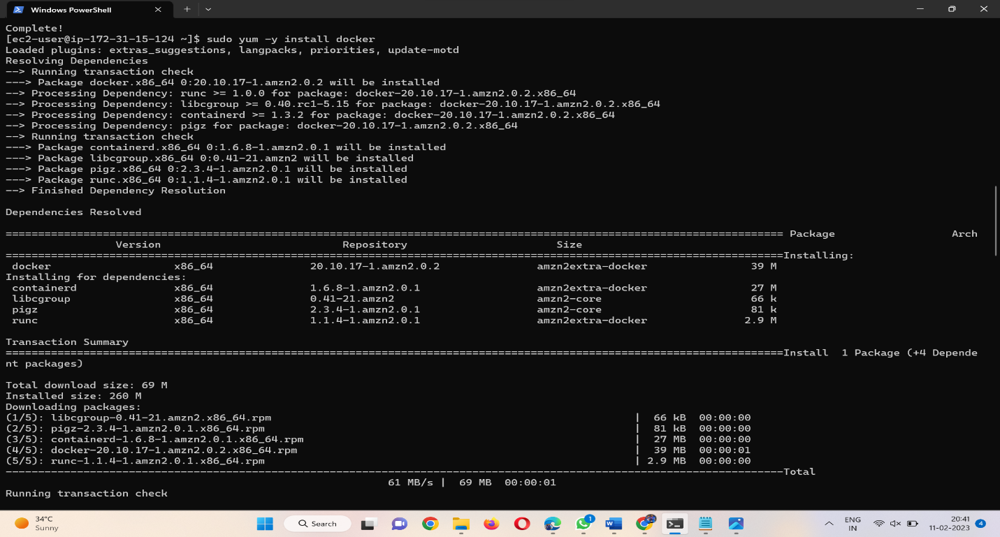 Windows PowerShell
Complete!
[ec2-user@ip-172-31-15-124 ~]$ sudo yum -y install docker
Loaded plugins: extras_suggestions, langpacks, priorities, update-motd
Resolving Dependencies
--> Running transaction check
---> Package docker.x86_64 0:20.10.17-1.amzn2.0.2 will be installed
--> Processing Dependency: runc >= 1.0.0 for package: docker-20.10.17-1.amzn2.0.2.x86_64
--> Processing Dependency: libcgroup >= 0.40.rc1-5.15 for package: docker-20.10.17-1.amzn2.0.2.x86_64
--> Processing Dependency: containerd >= 1.3.2 for package: docker-20.10.17-1.amzn2.0.2.x86_64
--> Processing Dependency: pigz for package: docker-20.10.17-1.amzn2.0.2.x86_64
--> Running transaction check
---> Package containerd.x86_64 0:1.6.8-1.amzn2.0.1 will be installed
---> Package libcgroup.x86_64 0:0.41-21.amzn2 will be installed
---> Package pigz.x86_64 0:2.3.4-1.amzn2.0.1 will be installed
---> Package runc.x86_64 0:1.1.4-1.amzn2.0.1 will be installed
--> Finished Dependency Resolution
Dependencies Resolved
Package Arch
Version Repository Size
Installing:
docker x86_64 20.10.17-1.amzn2.0.2 amzn2extra-docker 39 M
Installing for dependencies:
containerd x86_64 1.6.8-1.amzn2.0.1 amzn2extra-docker 27 M
libcgroup x86_64 0.41-21.amzn2 amzn2-core 66 k
pigz x86_64 2.3.4-1.amzn2.0.1 amzn2-core 81 k
runc x86_64 1.1.4-1.amzn2.0.1 amzn2extra-docker 2.9 M
Transaction Summary
Install 1 Package (+4 Depende
nt packages)
Total download size: 69 M
Installed size: 260 M
Downloading packages:
(1/5): libcgroup-0.41-21.amzn2.x86_64.rpm | 66 kB 00:00:00
(2/5): pigz-2.3.4-1.amzn2.0.1.x86_64.rpm | 81 kB 00:00:00
(3/5): containerd-1.6.8-1.amzn2.0.1.x86_64.rpm | 27 MB 00:00:00
(4/5): docker-20.10.17-1.amzn2.0.2.x86_64.rpm | 39 MB 00:00:01
(5/5): runc-1.1.4-1.amzn2.0.1.x86_64.rpm | 2.9 MB 00:00:00
Total
61 MB/s | 69 MB 00:00:01
Running transaction check
34°C
Sunny
Search
1
ENG
IN
20:41
11-02-2023
4